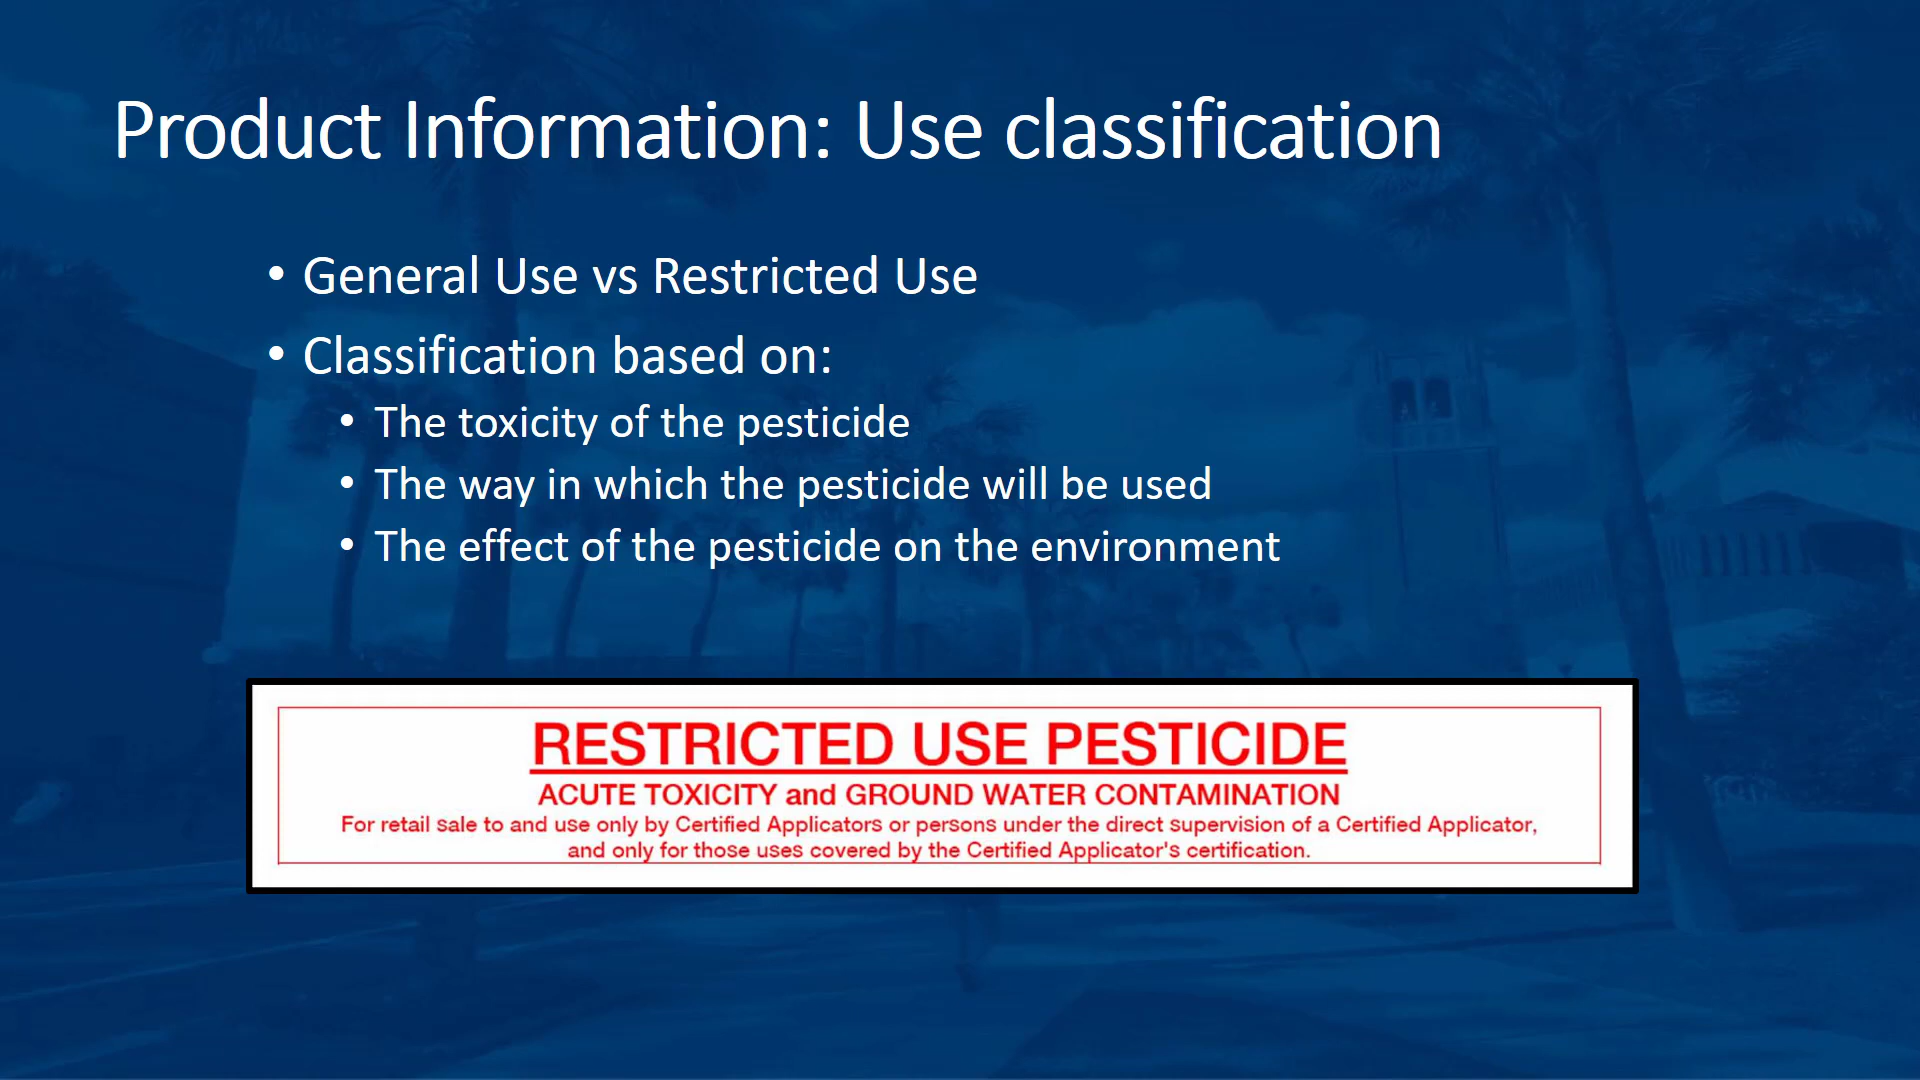 Product Information: Use classification
• General Use vs Restricted Use
• Classification based on:
• The toxicity of the pesticide
• The way in which the pesticide will be used
• The effect of the pesticide on the environment
RESTRICTED USE PESTICIDE
ACUTE TOXICITY and GROUND WATER CONTAMINATION
For retail sale to and use only by Certified Applicators or persons under the direct supervision of a Certified Applicator,
and only for those uses covered by the Certified Applicator's certification.